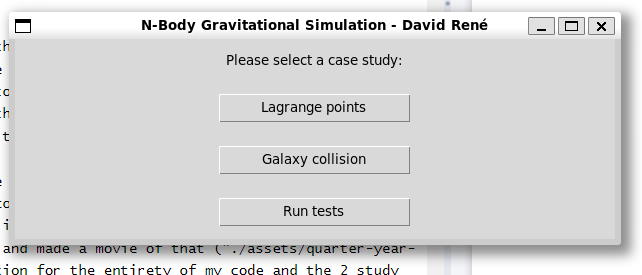 N-Body Gravitational Simulation - David René
Please select a case study:
Lagrange points
Galaxy collision
Run tests
and made a movie of that ("./assets/quarter-year-
tion for the entirety of my code and the 2 study